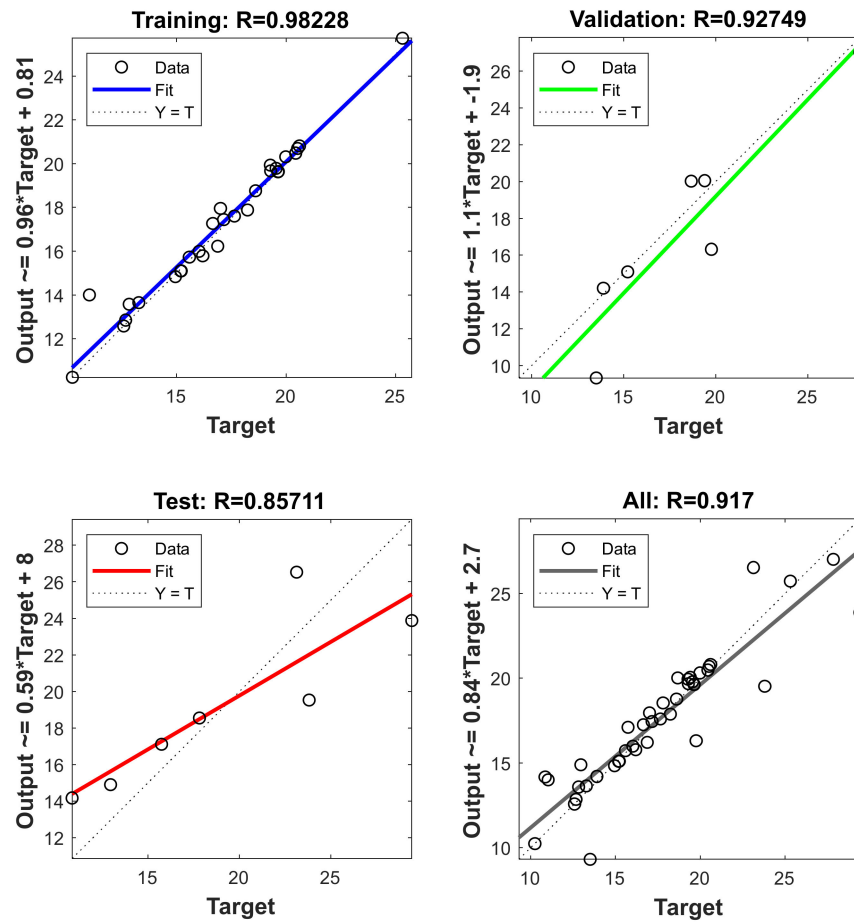 Training: R=0.98228
Output ~= 0.96*Target + 0.81
24
22
20
18
16
14
12
Data
Fit
Y = T
15
20
25
Target
Validation: R=0.92749
Output ~= 1.1*Target + -1.9
26
24
22
20
18
16
14
12
10
Data
Fit
Y = T
10
15
20
25
Target
Test: R=0.85711
Output ~= 0.59*Target + 8
28
26
24
22
20
18
16
14
12
Data
Fit
Y = T
15
20
25
Target
All: R=0.917
Output ~= 0.84*Target + 2.7
25
20
15
10
Data
Fit
Y = T
10
15
20
25
Target